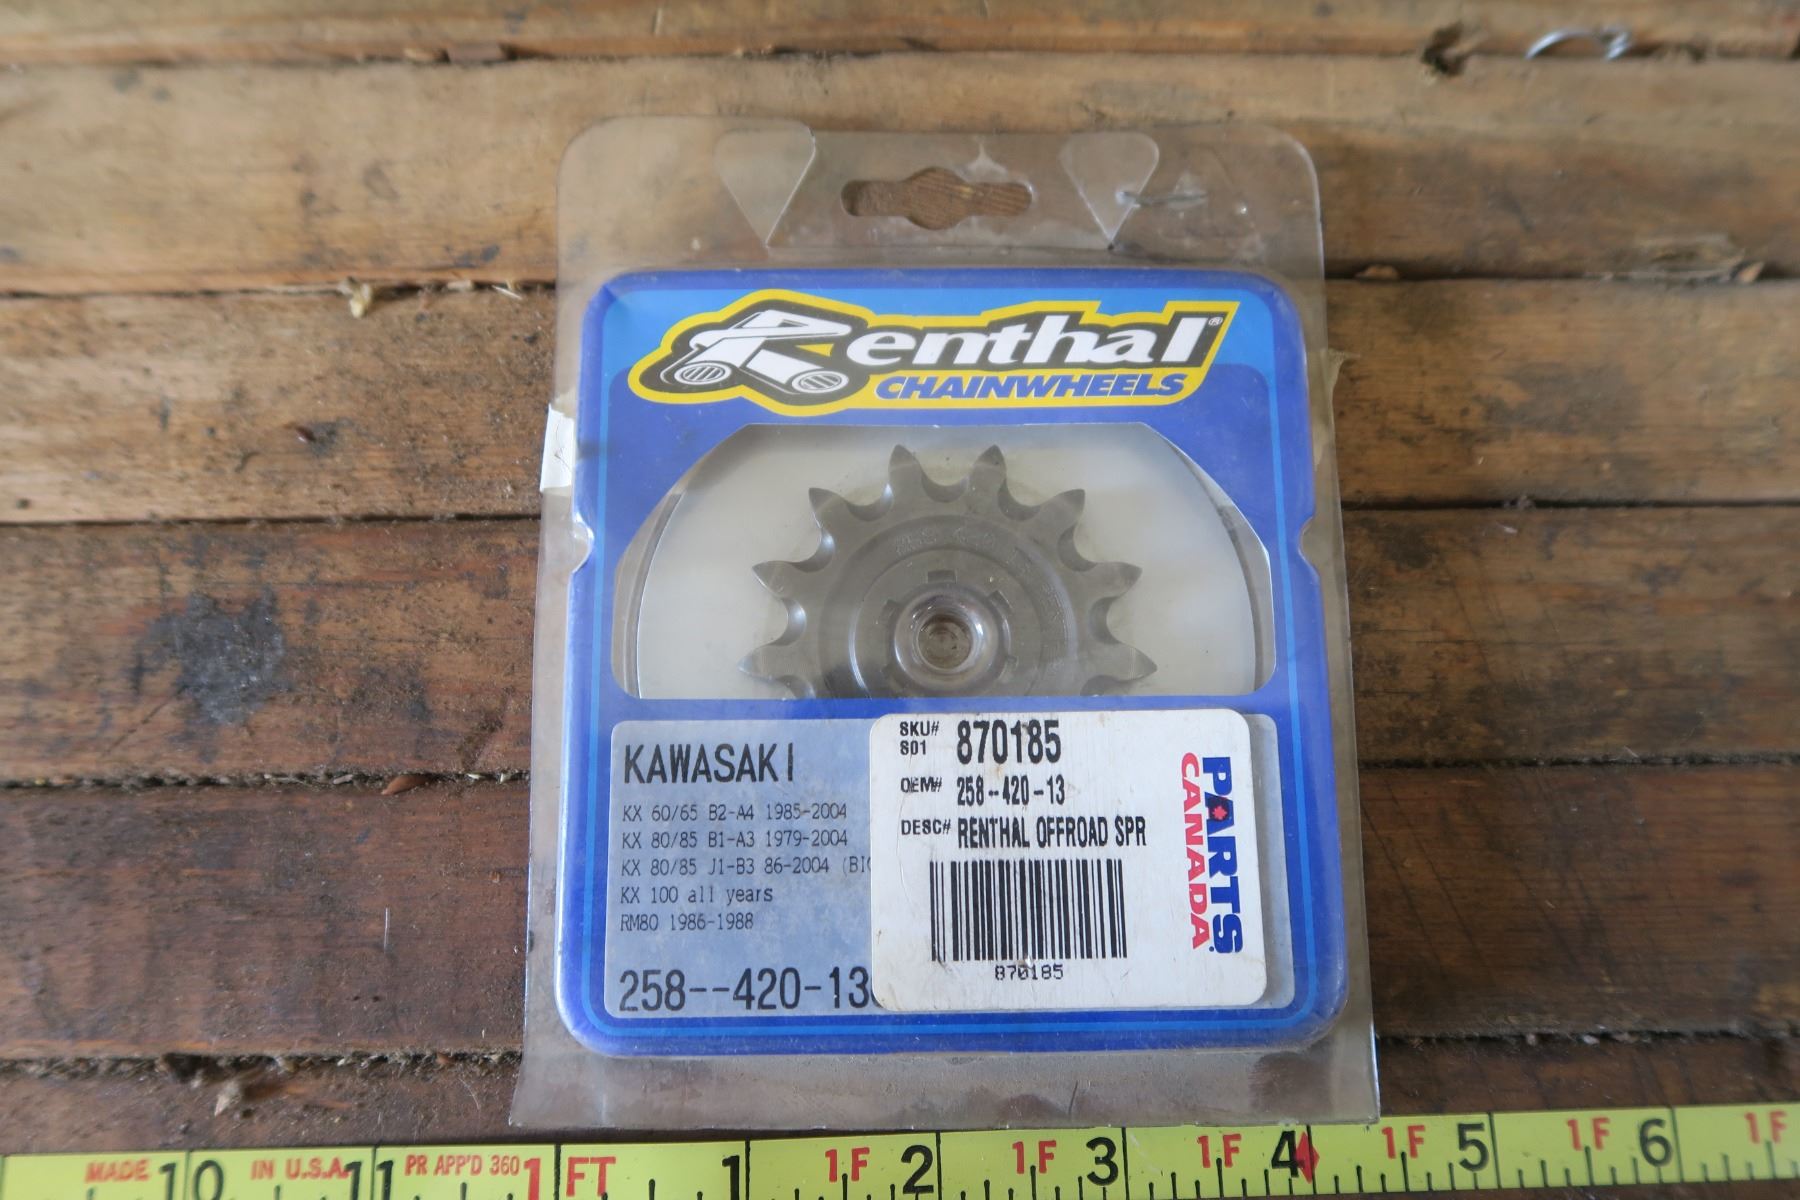 Renthal®
CHAINWHEELS
KAWASAKI
KX 60/65 B2-A4 1985-2004
KX 80/85 B1-A3 1979-2004
KX 80/85 J1-B3 86-2004
KX 100 all years
RM80 1986-1988
258--420-13
SKU# 870185
S01
OEM# 258--420-13
DESC# RENTHAL OFFROAD SPR
870185
PARTS
CANADA
MADE 10 IN U.S.A. 11 PR APP'D 360 1 FT 1 1F 2 1F 3 1F 4 1F 5 1F 6 1F